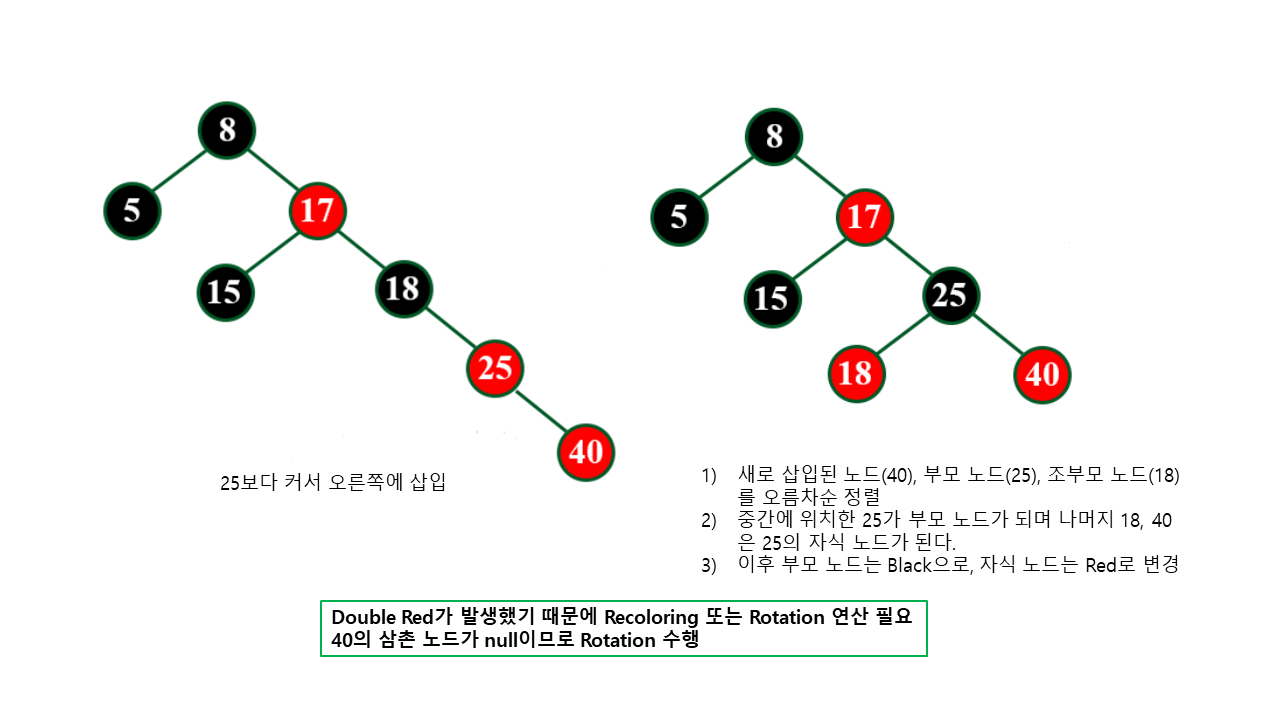 8
5
17
15
18
25
40
25보다 커서 오른쪽에 삽입
8
5
17
15
25
18
40
1) 새로 삽입된 노드(40), 부모 노드(25), 조부모 노드(18)
를 오름차순 정렬
2) 중간에 위치한 25가 부모 노드가 되며 나머지 18, 40
은 25의 자식 노드가 된다.
3) 이후 부모 노드는 Black으로, 자식 노드는 Red로 변경
Double Red가 발생했기 때문에 Recoloring 또는 Rotation 연산 필요
40의 삼촌 노드가 null이므로 Rotation 수행